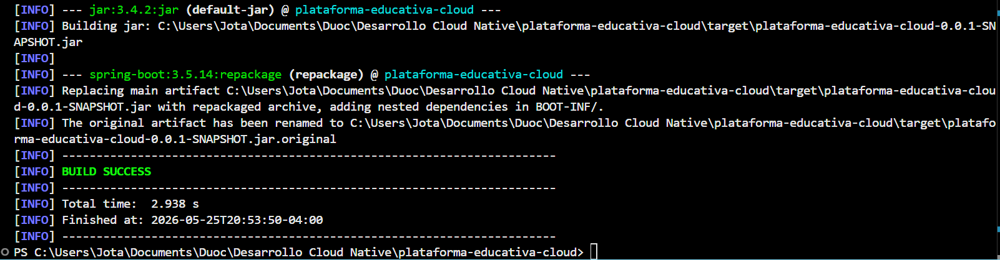 [INFO] --- jar:3.4.2:jar (default-jar) @ plataforma-educativa-cloud ---
[INFO] Building jar: C:\Users\Jota\Documents\Duoc\Desarrollo Cloud Native\plataforma-educativa-cloud\target\plataforma-educativa-cloud-0.0.1-SN
APSHOT.jar
[INFO]
[INFO] --- spring-boot:3.5.14:repackage (repackage) @ plataforma-educativa-cloud ---
[INFO] Replacing main artifact C:\Users\Jota\Documents\Duoc\Desarrollo Cloud Native\plataforma-educativa-cloud\target\plataforma-educativa-clou
d-0.0.1-SNAPSHOT.jar with repackaged archive, adding nested dependencies in BOOT-INF/.
[INFO] The original artifact has been renamed to C:\Users\Jota\Documents\Duoc\Desarrollo Cloud Native\plataforma-educativa-cloud\target\platafo
rma-educativa-cloud-0.0.1-SNAPSHOT.jar.original
[INFO] ------------------------------------------------------------------------
[INFO] BUILD SUCCESS
[INFO] ------------------------------------------------------------------------
[INFO] Total time:  2.938 s
[INFO] Finished at: 2026-05-25T20:53:50-04:00
[INFO] ------------------------------------------------------------------------
PS C:\Users\Jota\Documents\Duoc\Desarrollo Cloud Native\plataforma-educativa-cloud>